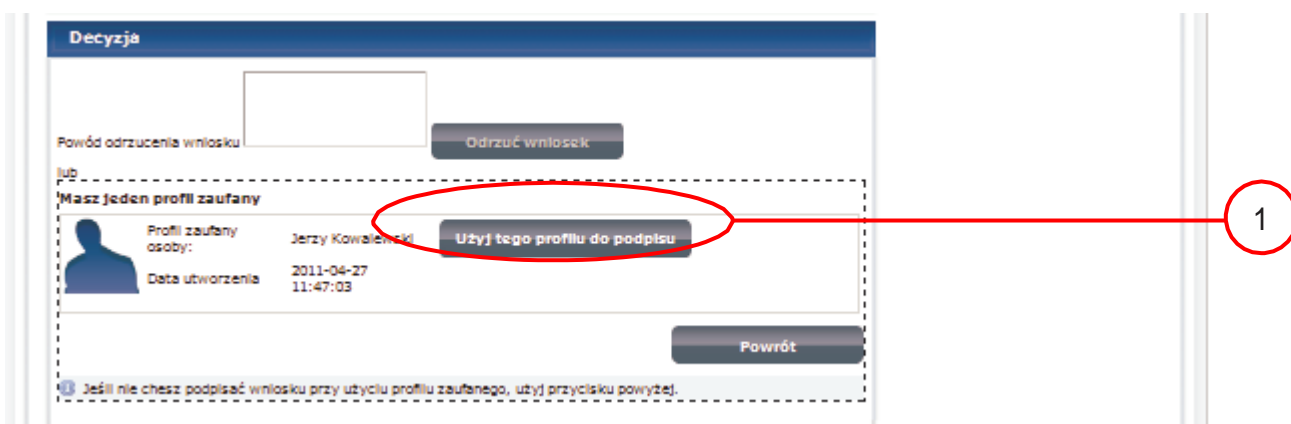 Decyzja
Powód odrzucenia wniosku
Odrzuć wniosek
lub
Masz jeden profil zaufany
Profil zaufany
osoby:
Jerzy Kowalewski
Użyj tego profilu do podpisu
1
Data utworzenia
2011-04-27
11:47:03
Powrót
Jeśli nie chesz podpisać wniosku przy użyciu profilu zaufanego, użyj przycisku powyżej.